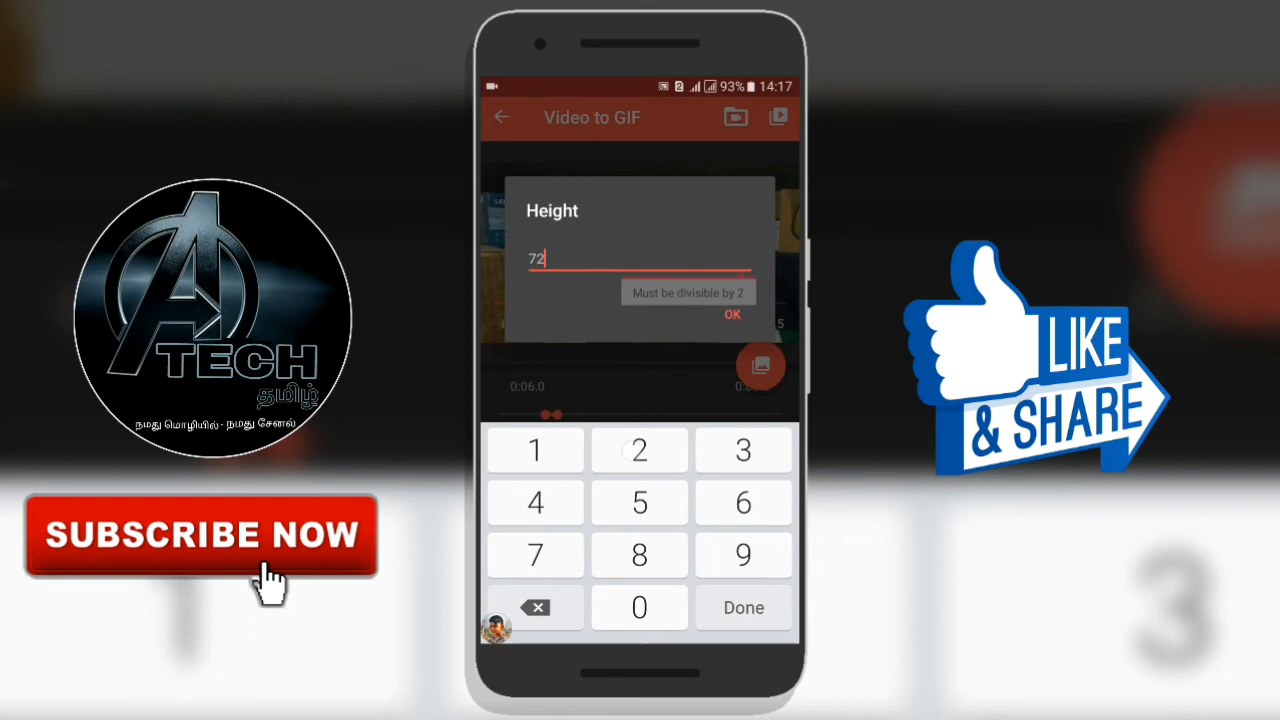 93% 14:17
Video to GIF
Height
72
Must be divisible by 2
OK
0:06.0
1 2 3
4 5 6
7 8 9
0 Done
TECH
தமிழ்
நமது மொழியில் - நமது சேனல்
SUBSCRIBE NOW
LIKE
& SHARE